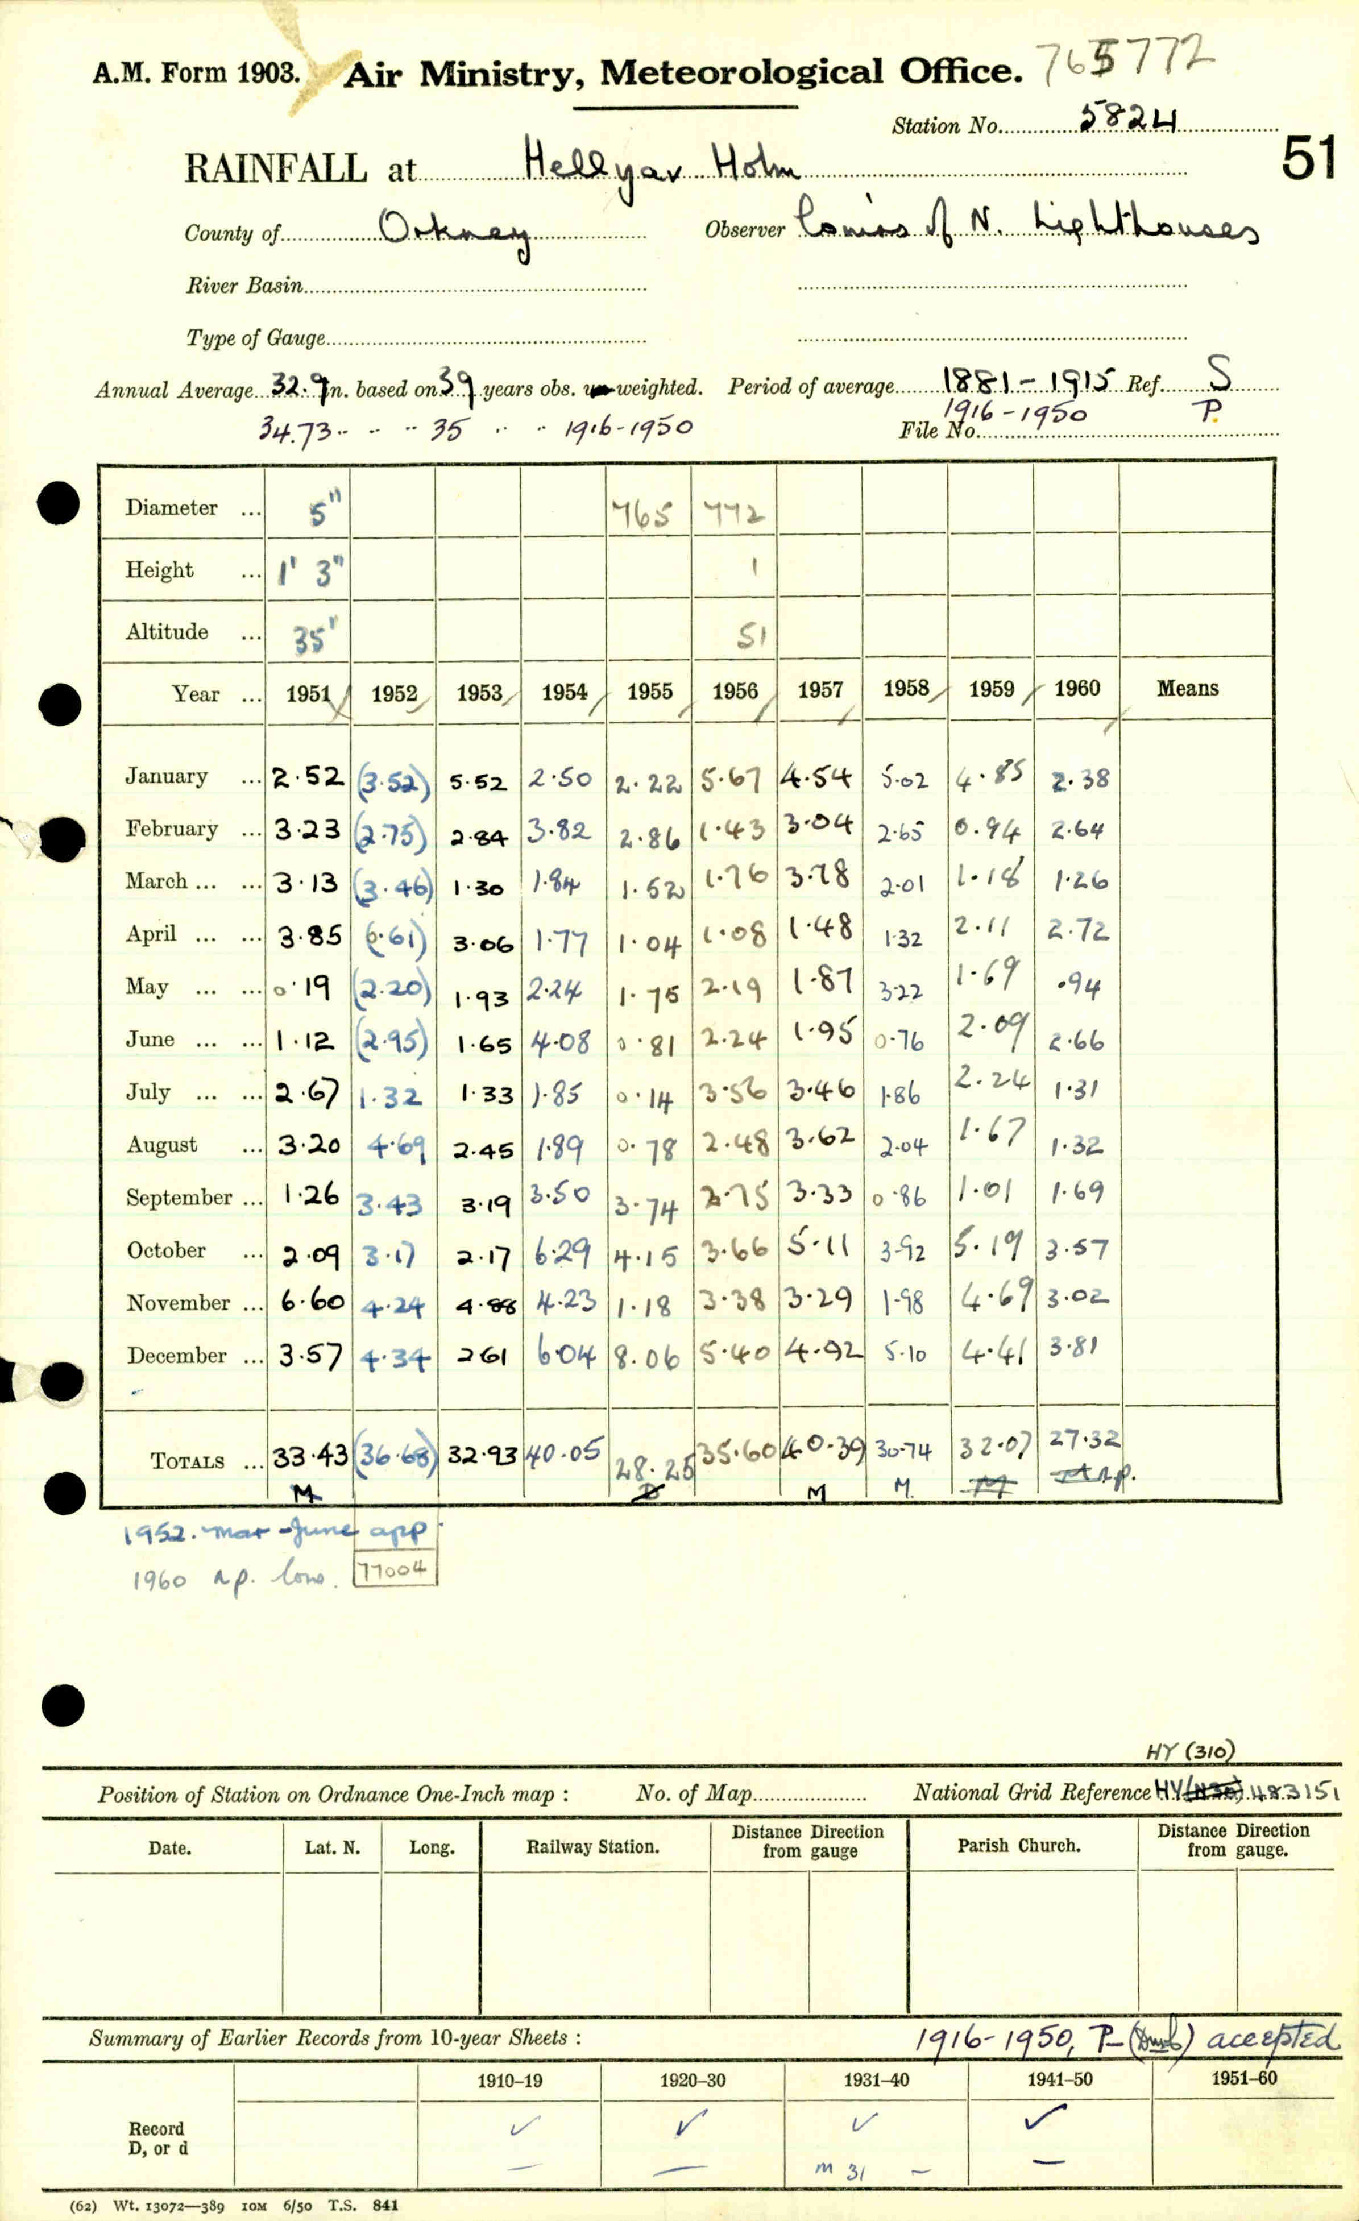 A.M. Form 1903. Air Ministry, Meteorological Office. 765772
Station No. 5824
51
RAINFALL at Hellyar Holm
County of Orkney Observer Com'rs of N. Lighthouses
River Basin
Type of Gauge
Annual Average 32.9 in. based on 39 years obs. weighted. Period of average 1881-1915 Ref. S
34.73 .. .. .. 35 .. .. 1916-1950 1916-1950 P.
File No.
Diameter ... 5" 765 772
Height ... 1' 3" 1
Altitude ... 35" 51
Year ... 1951 1952 1953 1954 1955 1956 1957 1958 1959 1960 Means
January ... 2.52 (3.52) 5.52 2.50 2.22 5.67 4.54 5.02 4.85 2.38
February ... 3.23 (2.75) 2.84 3.82 2.86 1.43 3.04 2.65 0.94 2.64
March ... ... 3.13 (3.46) 1.30 1.84 1.52 1.76 3.78 2.01 1.18 1.26
April ... ... 3.85 (0.61) 3.06 1.77 1.04 1.08 1.48 1.32 2.11 2.72
May ... ... 0.19 (2.20) 1.93 2.24 1.75 2.19 1.87 3.22 1.69 .94
June ... ... 1.12 (2.95) 1.65 4.08 0.81 2.24 1.95 0.76 2.09 2.66
July ... ... 2.67 1.32 1.33 1.85 0.14 3.56 3.46 1.86 2.24 1.31
August ... 3.20 4.69 2.45 1.89 0.78 2.48 3.62 2.04 1.67 1.32
September ... 1.26 3.43 3.19 3.50 3.74 2.75 3.33 0.86 1.01 1.69
October ... 2.09 3.17 2.17 6.29 4.15 3.66 5.11 3.92 5.19 3.57
November ... 6.60 4.24 4.88 4.23 1.18 3.38 3.29 1.98 4.69 3.02
December ... 3.57 4.34 2.61 6.04 8.06 5.40 4.92 5.10 4.41 3.81
TOTALS ... 33.43 (36.68) 32.93 40.05 28.25 35.60 40.39 30.74 32.07 27.32
M D M M. M n.p.
1952. Mar - June app.
1960 n.p. low. 77004
HY (310)
Position of Station on Ordnance One-Inch map : No. of Map National Grid Reference HY 483151
Date. Lat. N. Long. Railway Station. Distance Direction from gauge Parish Church. Distance Direction from gauge.
Summary of Earlier Records from 10-year Sheets : 1916-1950, P accepted
1910–19 1920–30 1931–40 1941–50 1951–60
Record ✓ ✓ ✓ ✓
D, or d — — m 31 — —
(62) Wt. 13072—389 10M 6/50 T.S. 841